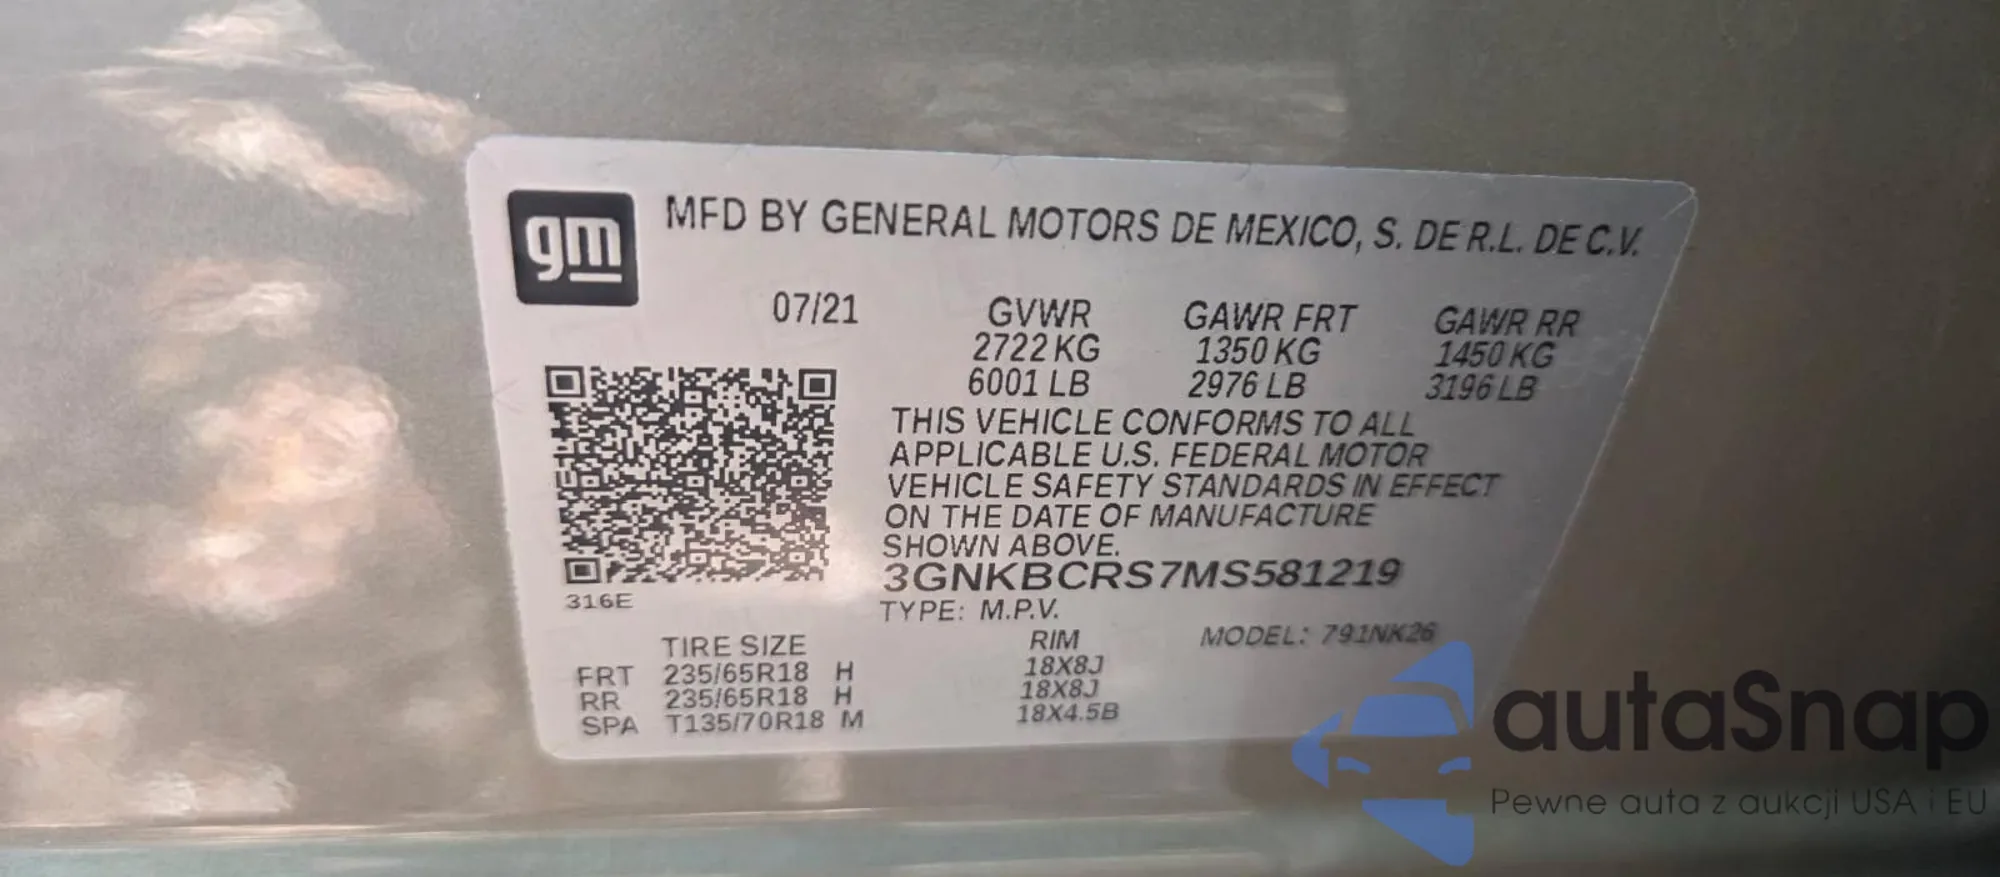 gm
MFD BY GENERAL MOTORS DE MEXICO, S. DE R.L. DE C.V.
07/21 GVWR GAWR FRT GAWR RR
2722 KG 1350 KG 1450 KG
6001 LB 2976 LB 3196 LB
THIS VEHICLE CONFORMS TO ALL
APPLICABLE U.S. FEDERAL MOTOR
VEHICLE SAFETY STANDARDS IN EFFECT
ON THE DATE OF MANUFACTURE
SHOWN ABOVE.
3GNKBCRS7MS581219
316E
TYPE: M.P.V.
TIRE SIZE RIM MODEL: 791NK26
FRT 235/65R18 H 18X8J
RR 235/65R18 H 18X8J
SPA T135/70R18 M 18X4.5B
autaSnap
Pewne auta z aukcji USA i EU